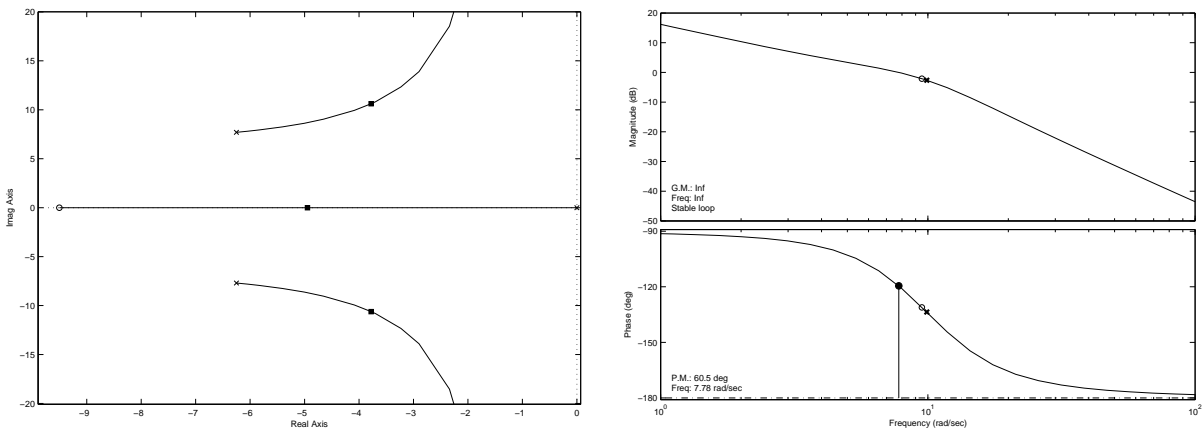 20
15
10
5
0
−5
−10
−15
−20
Imag Axis
−9 −8 −7 −6 −5 −4 −3 −2 −1 0
Real Axis
20
10
0
−10
−20
−30
−40
−50
Magnitude (dB)
G.M.: Inf
Freq: Inf
Stable loop
−90
−120
−150
−180
Phase (deg)
P.M.: 60.5 deg
Freq: 7.78 rad/sec
10^0 10^1 10^2
Frequency (rad/sec)